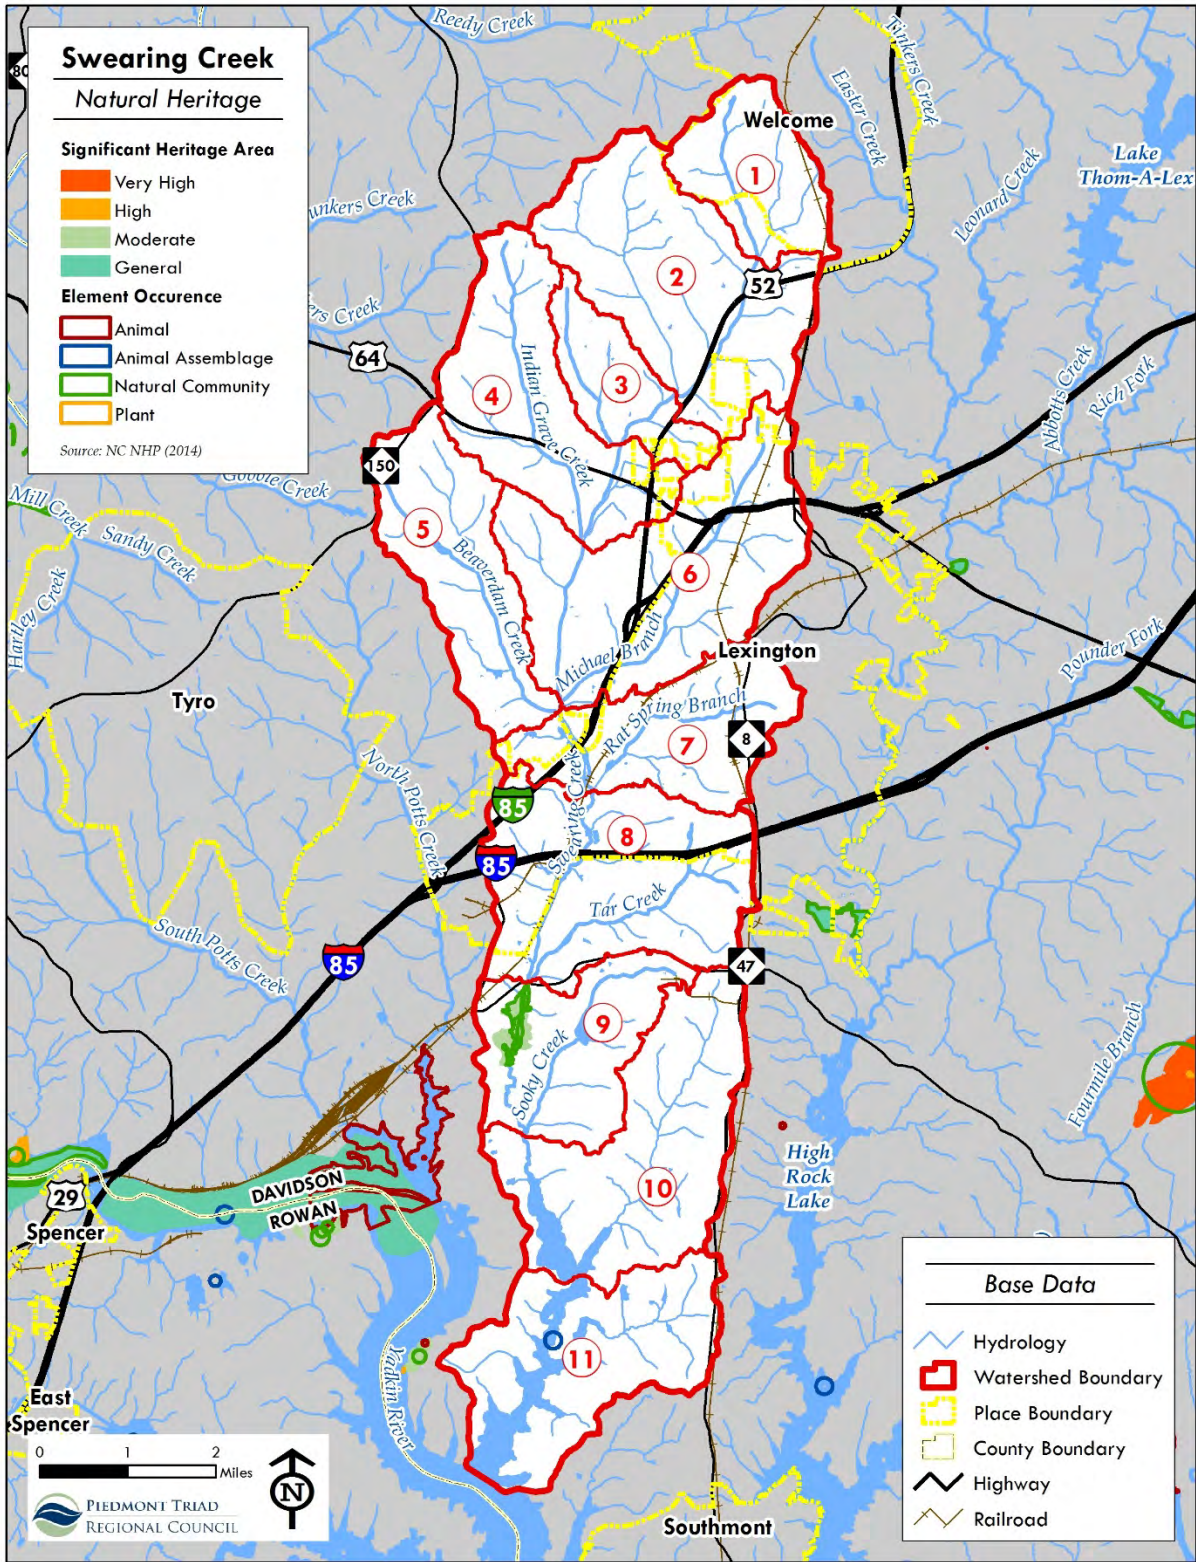 Swearing Creek
Natural Heritage
Significant Heritage Area
Very High
High
Moderate
General
Element Occurence
Animal
Animal Assemblage
Natural Community
Plant
Source: NC NHP (2014)
Reedy Creek
Tinkers Creek
Easter Creek
Welcome
Lake
Thom-A-Lex
Leonard Creek
1
2
52
64
Indian Grave Creek
3
4
Abbotts Creek
Rich Fork
150
Mill Creek
Sandy Creek
Hartley Creek
5
Beaverdam Creek
6
Michael Branch
Lexington
Pounder Fork
Tyro
Rat Spring Branch
7
8
North Potts Creek
85
Swearing Creek
8
85
Tar Creek
South Potts Creek
85
47
9
Sooky Creek
Fourmile Branch
High
Rock
Lake
DAVIDSON
ROWAN
29
Spencer
10
11
Yadkin River
East
Spencer
Southmont
0 1 2
Miles
N
PIEDMONT TRIAD
REGIONAL COUNCIL
Base Data
Hydrology
Watershed Boundary
Place Boundary
County Boundary
Highway
Railroad